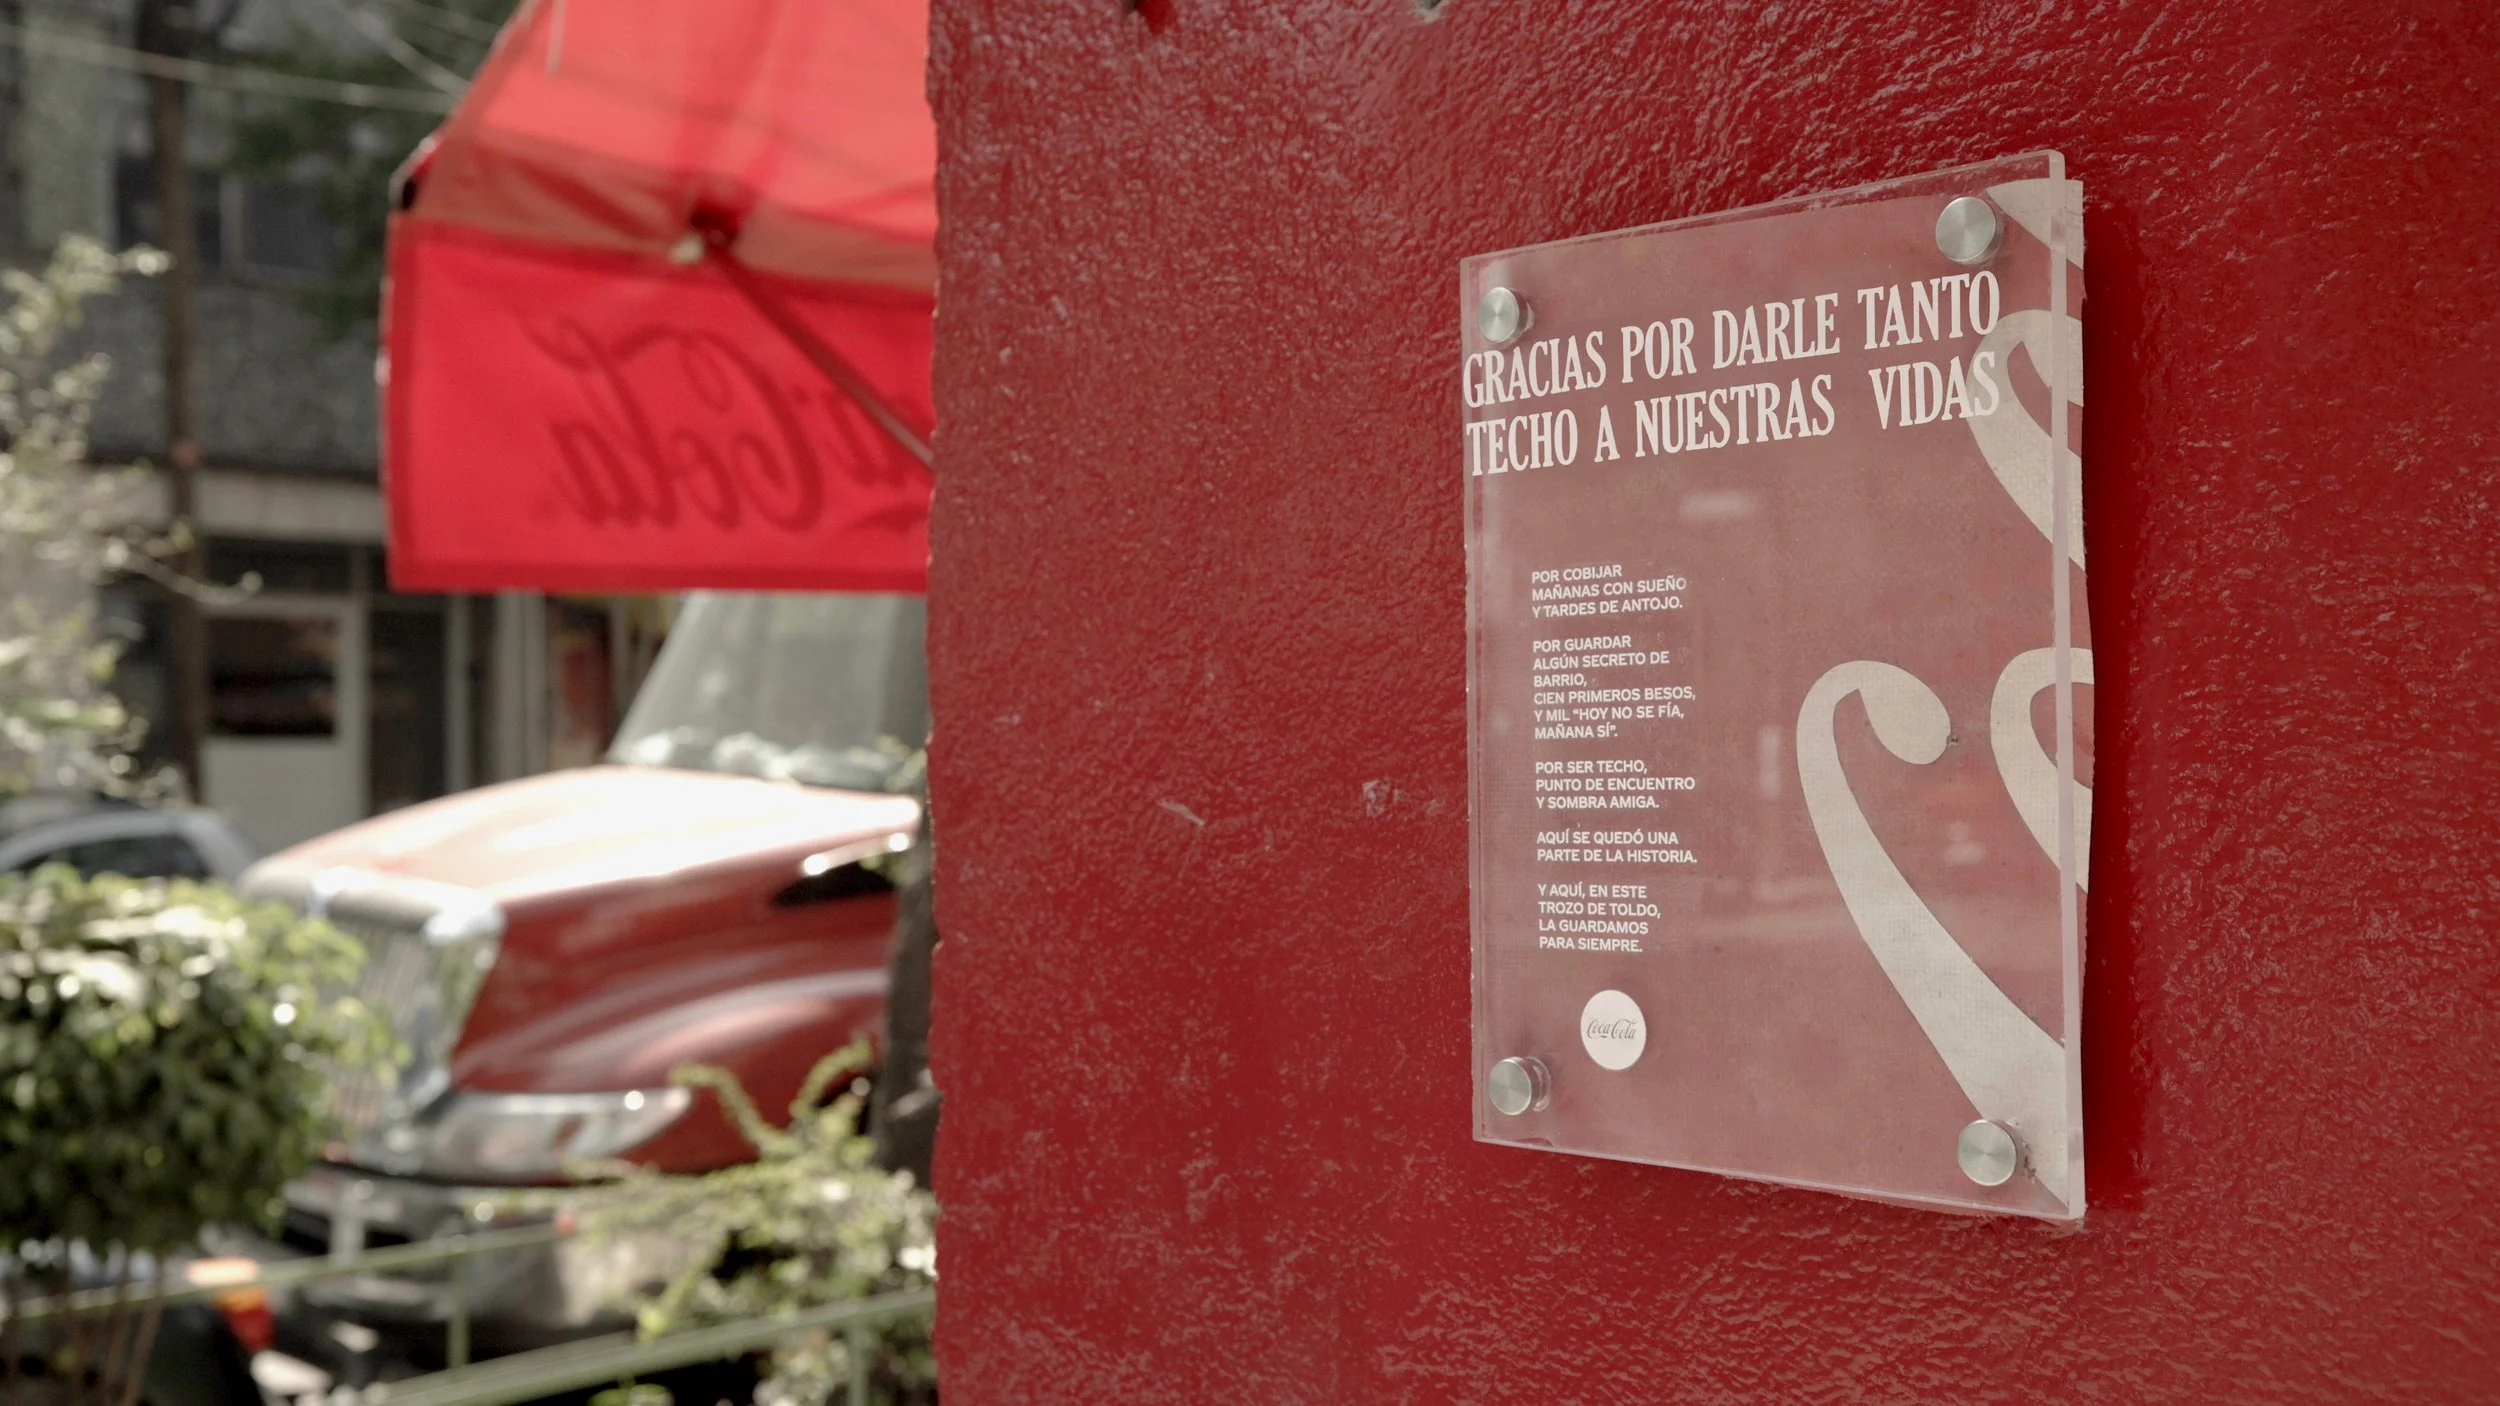 GRACIAS POR DARLE TANTO
TECHO A NUESTRAS VIDAS
POR COBIJAR
MAÑANAS CON SUEÑO
Y TARDES DE ANTOJO.
POR GUARDAR
ALGÚN SECRETO DE
BARRIO,
CIEN PRIMEROS BESOS,
Y MIL “HOY NO SE FÍA,
MAÑANA SÍ”.
POR SER TECHO,
PUNTO DE ENCUENTRO
Y SOMBRA AMIGA.
AQUÍ SE QUEDÓ UNA
PARTE DE LA HISTORIA.
Y AQUÍ, EN ESTE
TROZO DE TOLDO,
LA GUARDAMOS
PARA SIEMPRE.
Coca-Cola
Cola